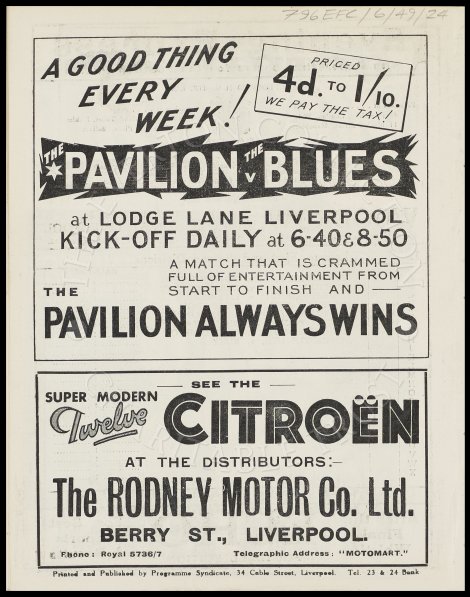 796 EFC/6/49/24
A GOOD THING
EVERY
WEEK!
PRICED
4d. TO 1/10.
WE PAY THE TAX!
THE PAVILION THE v BLUES
at LODGE LANE LIVERPOOL
KICK-OFF DAILY at 6-40 & 8-50
A MATCH THAT IS CRAMMED
FULL OF ENTERTAINMENT FROM
START TO FINISH AND —
THE
PAVILION ALWAYS WINS
— SEE THE —
SUPER MODERN
Twelve CITROËN
AT THE DISTRIBUTORS:–
The RODNEY MOTOR Co. Ltd.
BERRY ST., LIVERPOOL.
Phone: Royal 5736/7 Telegraphic Address: "MOTOMART."
Printed and Published by Programme Syndicate, 34 Cable Street, Liverpool. Tel. 23 & 24 Bank